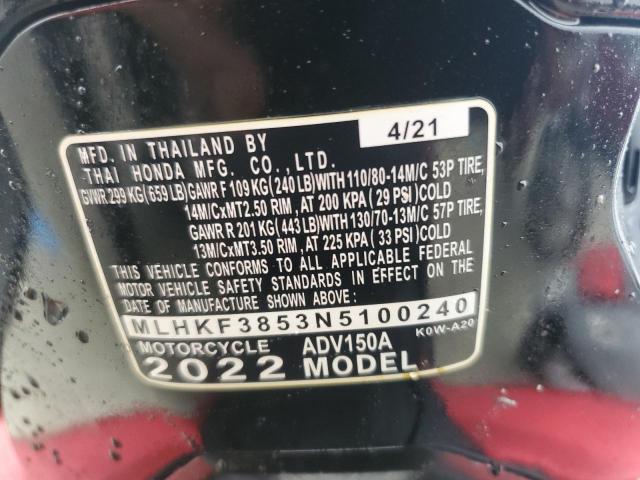 4/21
MFD. IN THAILAND BY
THAI HONDA MFG. CO.,LTD.
GVWR 299 KG (659 LB) GAWR F 109 KG (240 LB) WITH 110/80-14M/C 53P TIRE,
14M/CxMT2.50 RIM , AT 200 KPA ( 29 PSI ) COLD
GAWR R 201 KG ( 443 LB) WITH 130/70-13M/C 57P TIRE,
13M/CxMT3.50 RIM , AT 225 KPA ( 33 PSI ) COLD
THIS VEHICLE CONFORMS TO ALL APPLICABLE FEDERAL
MOTOR VEHICLE SAFETY STANDARDS IN EFFECT ON THE
DATE OF MANUFACTURE SHOWN ABOVE:
MLHKF3853N5100240
K0W-A20
MOTORCYCLE ADV150A
2022 MODEL